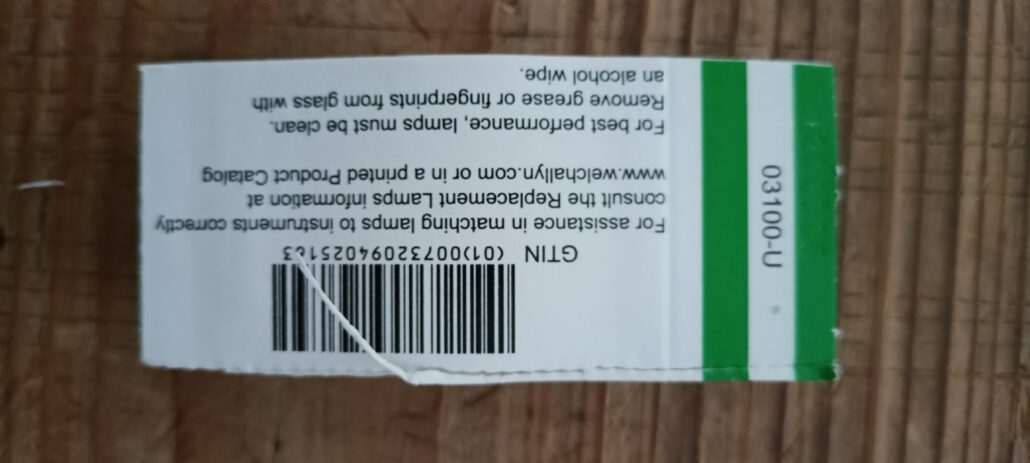 GTIN (01)00732094025163
For assistance in matching lamps to instruments correctly
consult the Replacement Lamps information at
www.welchallyn.com or in a printed Product Catalog
For best performance, lamps must be clean.
Remove grease or fingerprints from glass with
an alcohol wipe.
03100-U